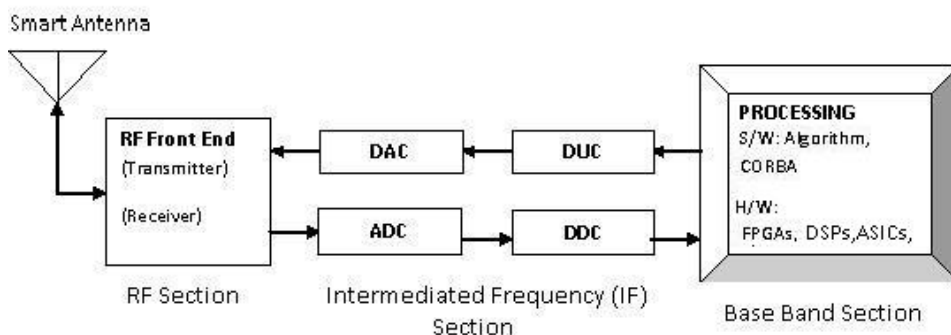 Smart Antenna
RF Front End
(Transmitter)
(Receiver)
DAC
DUC
ADC
DDC
PROCESSING
S/W: Algorithm,
CORBA
H/W:
FPGAs, DSPs,ASICs,
RF Section
Intermediated Frequency (IF)
Section
Base Band Section